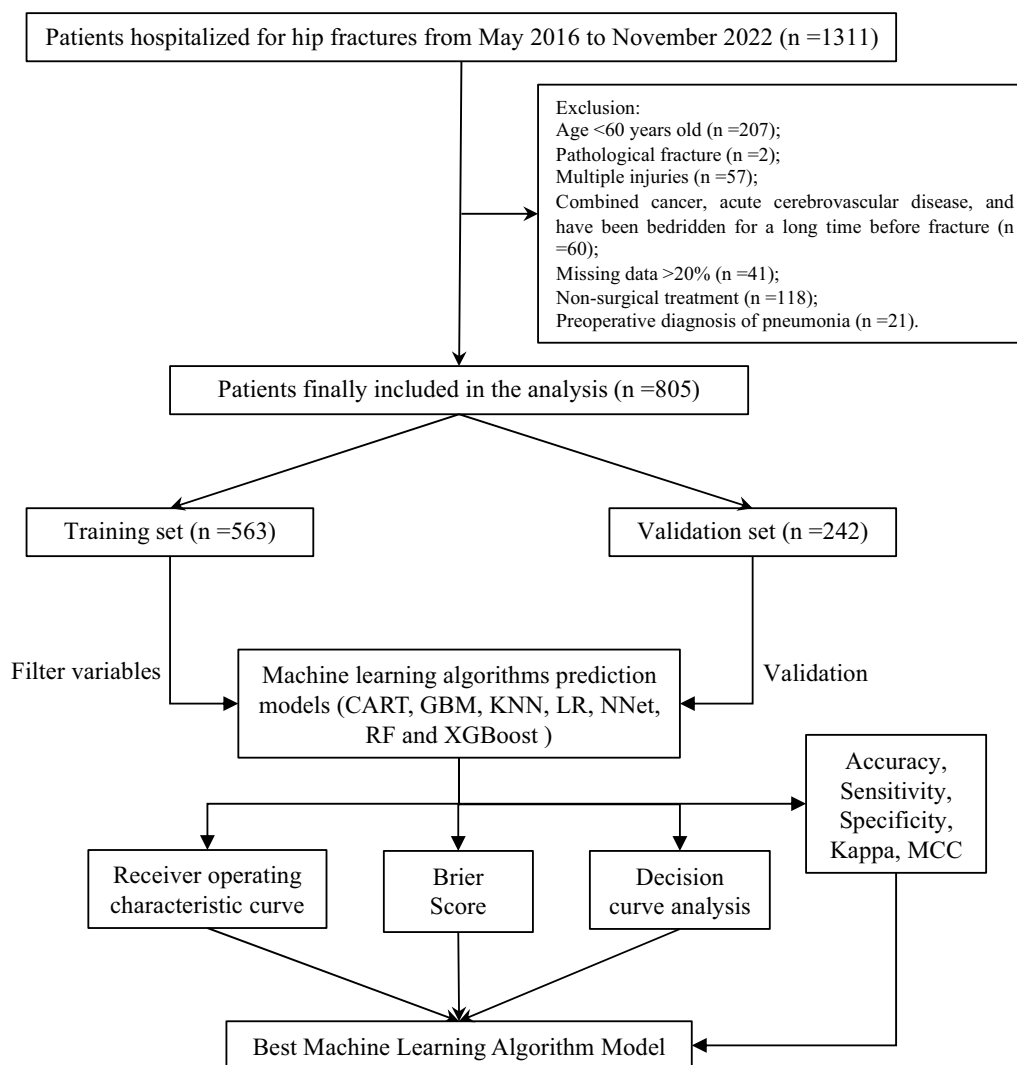 Patients hospitalized for hip fractures from May 2016 to November 2022 (n =1311)
Exclusion:
Age <60 years old (n =207);
Pathological fracture (n =2);
Multiple injuries (n =57);
Combined cancer, acute cerebrovascular disease, and
have been bedridden for a long time before fracture (n
=60);
Missing data >20% (n =41);
Non-surgical treatment (n =118);
Preoperative diagnosis of pneumonia (n =21).
Patients finally included in the analysis (n =805)
Training set (n =563)
Validation set (n =242)
Filter variables
Machine learning algorithms prediction
models (CART, GBM, KNN, LR, NNet,
RF and XGBoost )
Validation
Accuracy,
Sensitivity,
Specificity,
Kappa, MCC
Receiver operating
characteristic curve
Brier
Score
Decision
curve analysis
Best Machine Learning Algorithm Model